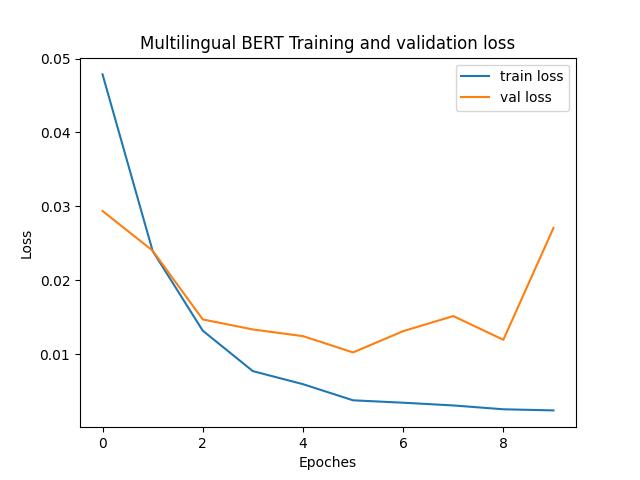 Multilingual BERT Training and validation loss
0.05
0.04
0.03
0.02
0.01
Loss
train loss
val loss
0
2
4
6
8
Epoches